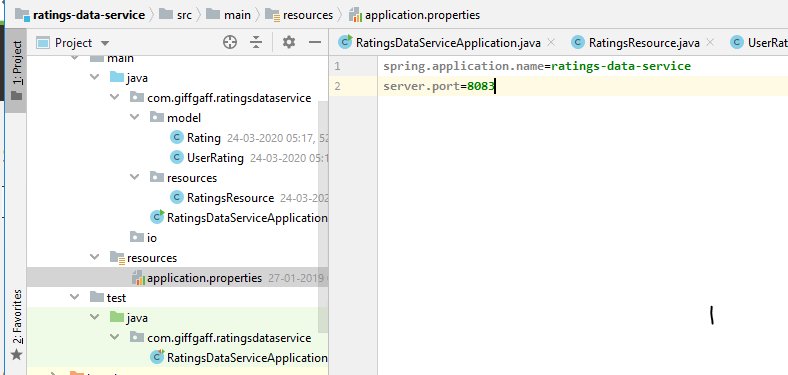 ratings-data-service src main resources application.properties
1: Project
Project
RatingsDataServiceApplication.java
RatingsResource.java
UserRat
main
java
com.giffgaff.ratingsdataservice
model
Rating 24-03-2020 05:17, 52
UserRating 24-03-2020 05:1
resources
RatingsResource 24-03-202
RatingsDataServiceApplication
io
resources
application.properties 27-01-2019
test
java
com.giffgaff.ratingsdataservice
RatingsDataServiceApplication
2: Favorites
1 spring.application.name=ratings-data-service
2 server.port=8083